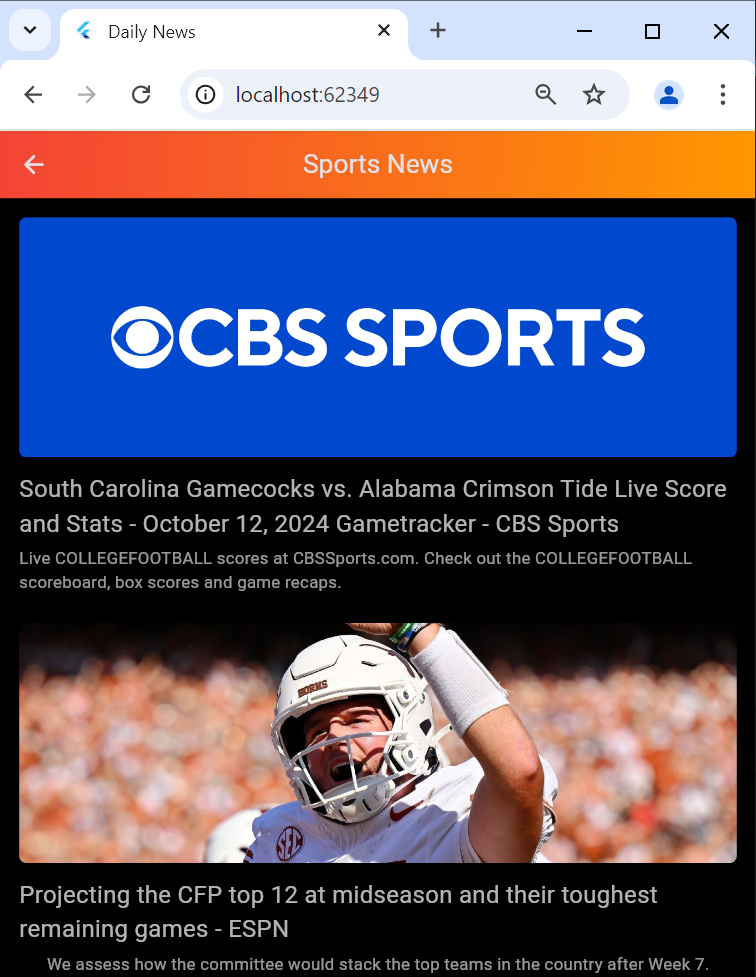 Daily News
localhost:62349
Sports News
CBS SPORTS
South Carolina Gamecocks vs. Alabama Crimson Tide Live Score
and Stats - October 12, 2024 Gametracker - CBS Sports
Live COLLEGEFOOTBALL scores at CBSSports.com. Check out the COLLEGEFOOTBALL
scoreboard, box scores and game recaps.
HORNS
SEC
Projecting the CFP top 12 at midseason and their toughest
remaining games - ESPN
We assess how the committee would stack the top teams in the country after Week 7.